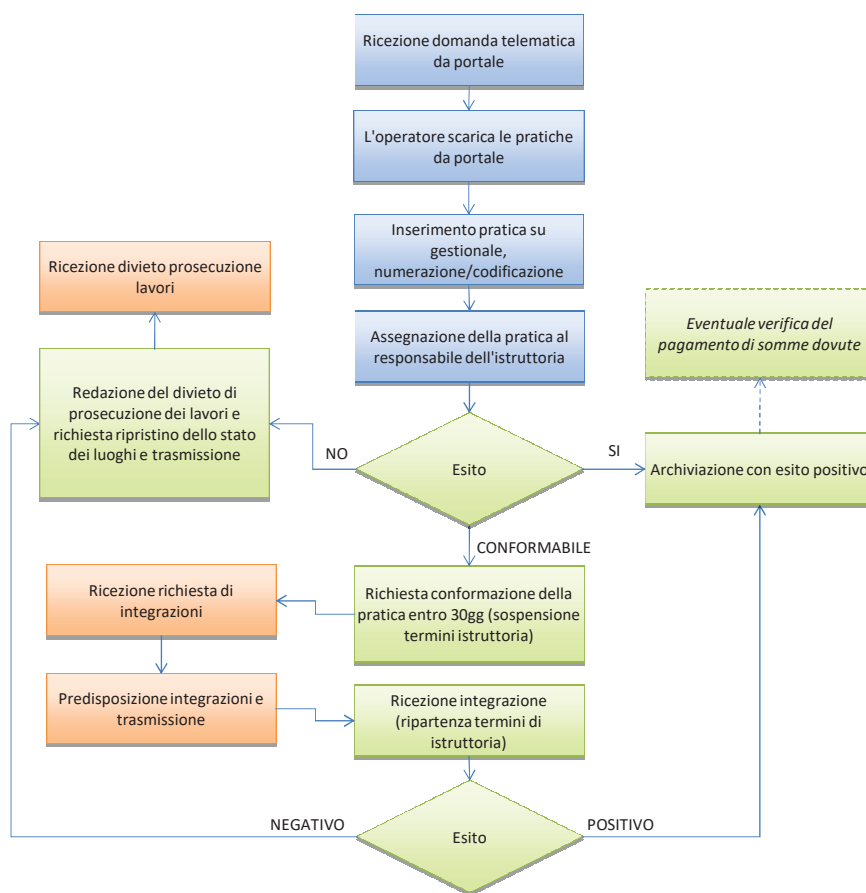 Ricezione domanda telematica
da portale
L'operatore scarica le pratiche
da portale
Inserimento pratica su
gestionale,
numerazione/codificazione
Ricezione divieto prosecuzione
lavori
Assegnazione della pratica al
responsabile dell'istruttoria
Eventuale verifica del
pagamento di somme dovute
Redazione del divieto di
prosecuzione dei lavori e
richiesta ripristino dello stato
dei luoghi e trasmissione
NO
Esito
SI
Archiviazione con esito positivo
CONFORMABILE
Ricezione richiesta di
integrazioni
Richiesta conformazione della
pratica entro 30gg (sospensione
termini istruttoria)
Predisposizione integrazioni e
trasmissione
Ricezione integrazione
(ripartenza termini di
istruttoria)
NEGATIVO
Esito
POSITIVO